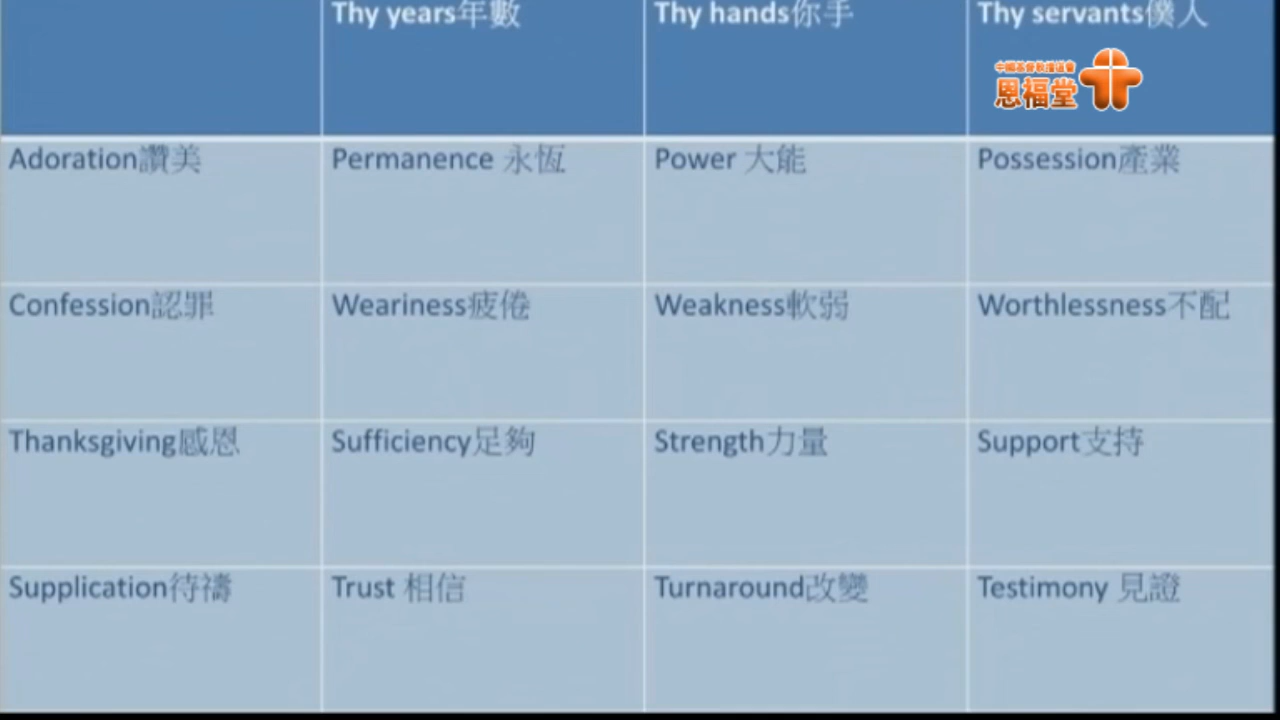 Thy years年數 Thy hands你手 Thy servants僕人
中國基督教播道會
恩福堂
Adoration讚美 Permanence 永恆 Power 大能 Possession產業
Confession認罪 Weariness疲倦 Weakness軟弱 Worthlessness不配
Thanksgiving感恩 Sufficiency足夠 Strength力量 Support支持
Supplication待禱 Trust 相信 Turnaround改變 Testimony 見證